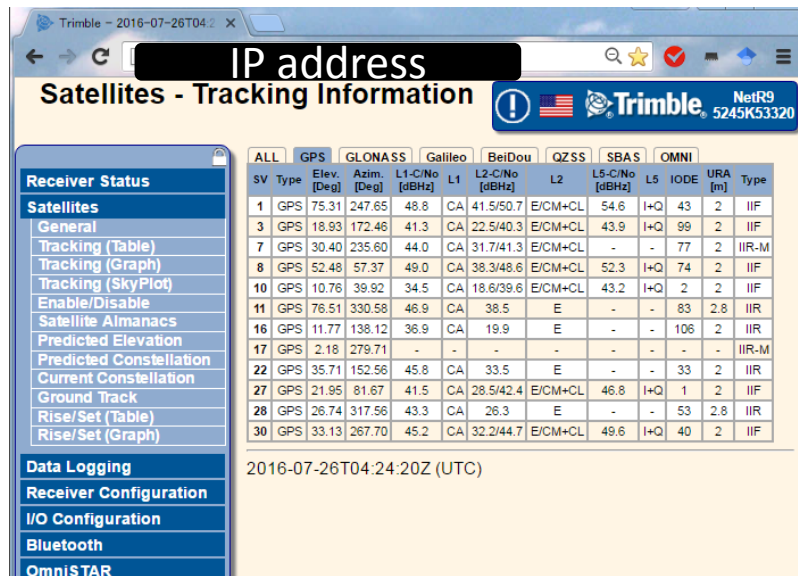 Trimble - 2016-07-26T04:2
IP address
Satellites - Tracking Information
Trimble
NetR9
5245K53320
Receiver Status
Satellites
General
Tracking (Table)
Tracking (Graph)
Tracking (SkyPlot)
Enable/Disable
Satellite Almanacs
Predicted Elevation
Predicted Constellation
Current Constellation
Ground Track
Rise/Set (Table)
Rise/Set (Graph)
Data Logging
Receiver Configuration
I/O Configuration
Bluetooth
OmniSTAR
ALL GPS GLONASS Galileo BeiDou QZSS SBAS OMNI
SV Type Elev. [Deg] Azim. [Deg] L1-C/No [dBHz] L1 L2-C/No [dBHz] L2 L5-C/No [dBHz] L5 IODE URA [m] Type
1 GPS 75.31 247.65 48.8 CA 41.5/50.7 E/CM+CL 54.6 I+Q 43 2 IIF
3 GPS 18.93 172.46 41.3 CA 22.5/40.3 E/CM+CL 43.9 I+Q 99 2 IIF
7 GPS 30.40 235.60 44.0 CA 31.7/41.3 E/CM+CL - - 77 2 IIR-M
8 GPS 52.48 57.37 49.0 CA 38.3/48.6 E/CM+CL 52.3 I+Q 74 2 IIF
10 GPS 10.76 39.92 34.5 CA 18.6/39.6 E/CM+CL 43.2 I+Q 2 2 IIF
11 GPS 76.51 330.58 46.9 CA 38.5 E - - 83 2.8 IIR
16 GPS 11.77 138.12 36.9 CA 19.9 E - - 106 2 IIR
17 GPS 2.18 279.71 - - - - - - - - IIR-M
22 GPS 35.71 152.56 45.8 CA 33.5 E - - 33 2 IIR
27 GPS 21.95 81.67 41.5 CA 28.5/42.4 E/CM+CL 46.8 I+Q 1 2 IIF
28 GPS 26.74 317.56 43.3 CA 26.3 E - - 53 2.8 IIR
30 GPS 33.13 267.70 45.2 CA 32.2/44.7 E/CM+CL 49.6 I+Q 40 2 IIF
2016-07-26T04:24:20Z (UTC)